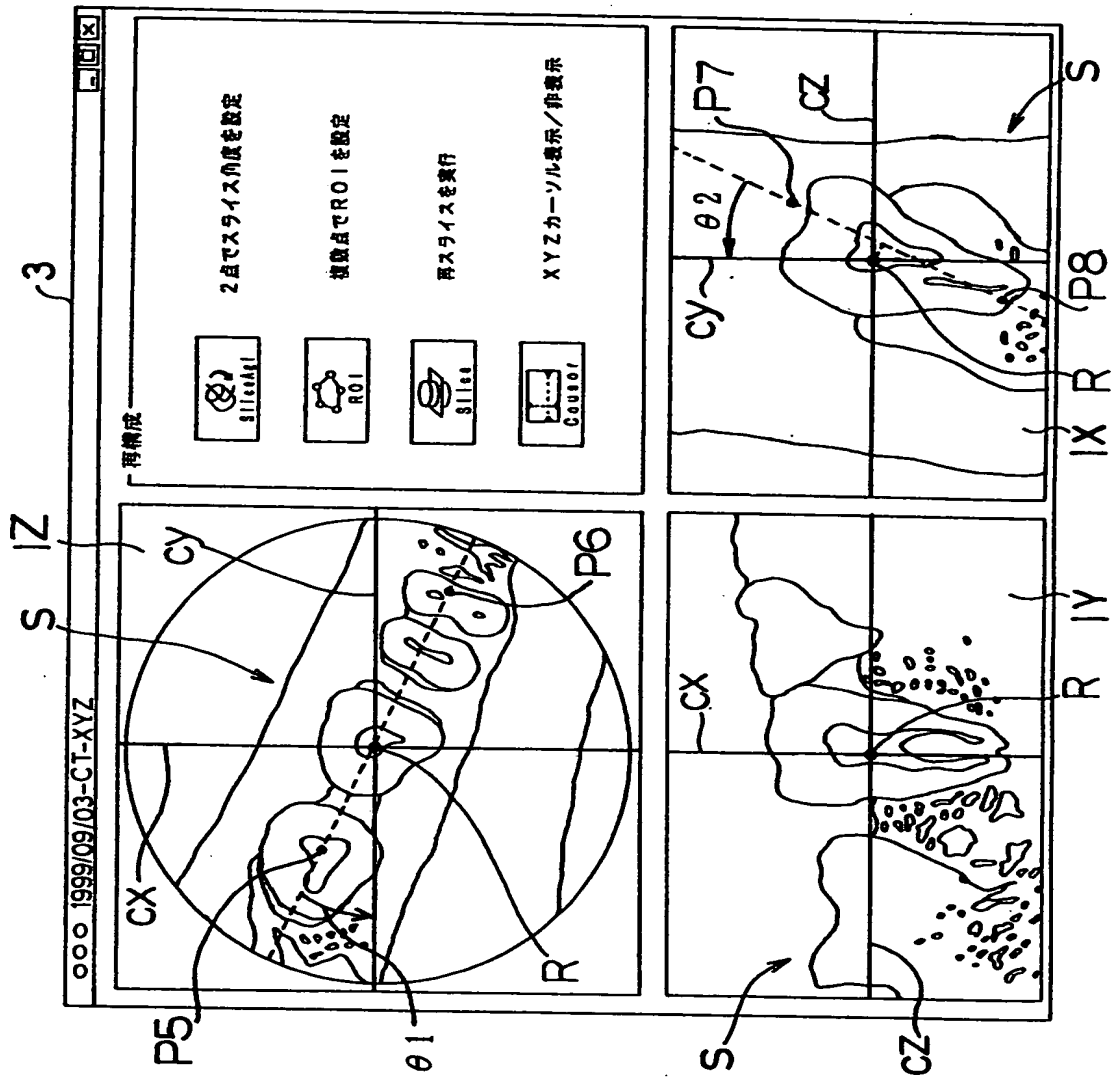 3
○○○ 1999/09/03-CT-XYZ
IZ
S
CX
CY
P5
θ1
P6
R
再構成
SliceAgl
2点でスライス角度を設定
ROI
複数点でROIを設定
Slice
再スライスを実行
Cousor
XYZカーソル表示/非表示
S
CX
CZ
R
IY
CY
θ2
P7
CZ
S
P8
R
IX